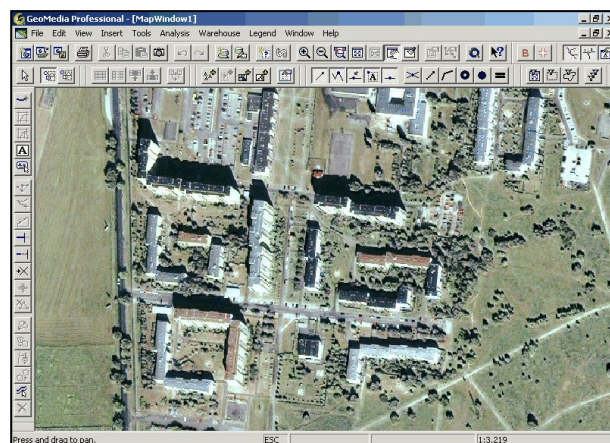 GeoMedia Professional - [MapWindow1]
File Edit View Insert Tools Analysis Warehouse Legend Window Help
B
A
A
Press and drag to pan. ESC 1:3.219